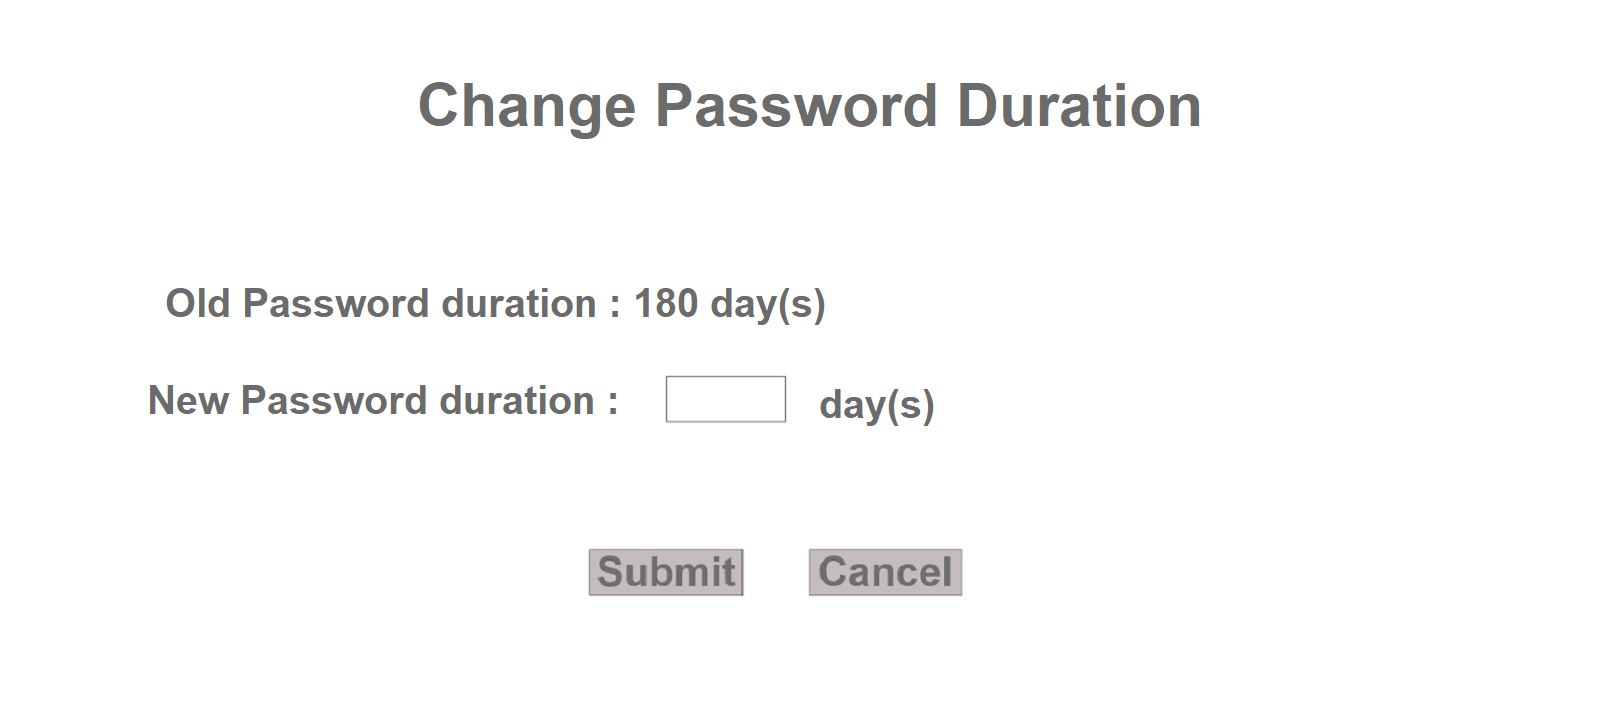 Change Password Duration
Old Password duration : 180 day(s)
New Password duration : day(s)
Submit Cancel